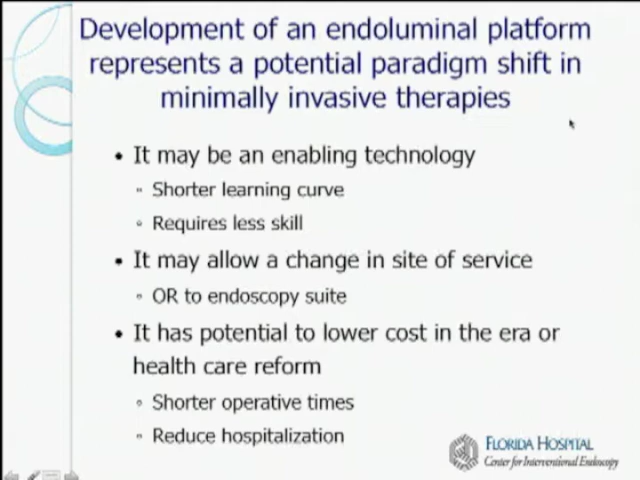 Development of an endoluminal platform
represents a potential paradigm shift in
minimally invasive therapies
• It may be an enabling technology
◦ Shorter learning curve
◦ Requires less skill
• It may allow a change in site of service
◦ OR to endoscopy suite
• It has potential to lower cost in the era or
health care reform
◦ Shorter operative times
◦ Reduce hospitalization
FLORIDA HOSPITAL
Center for Interventional Endoscopy